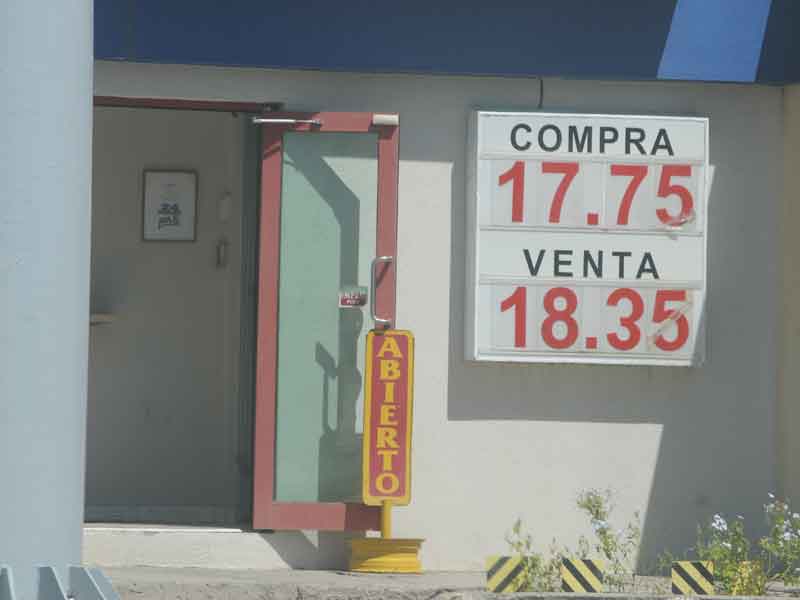 COMPRA
17.75
VENTA
18.35
ABIERTO